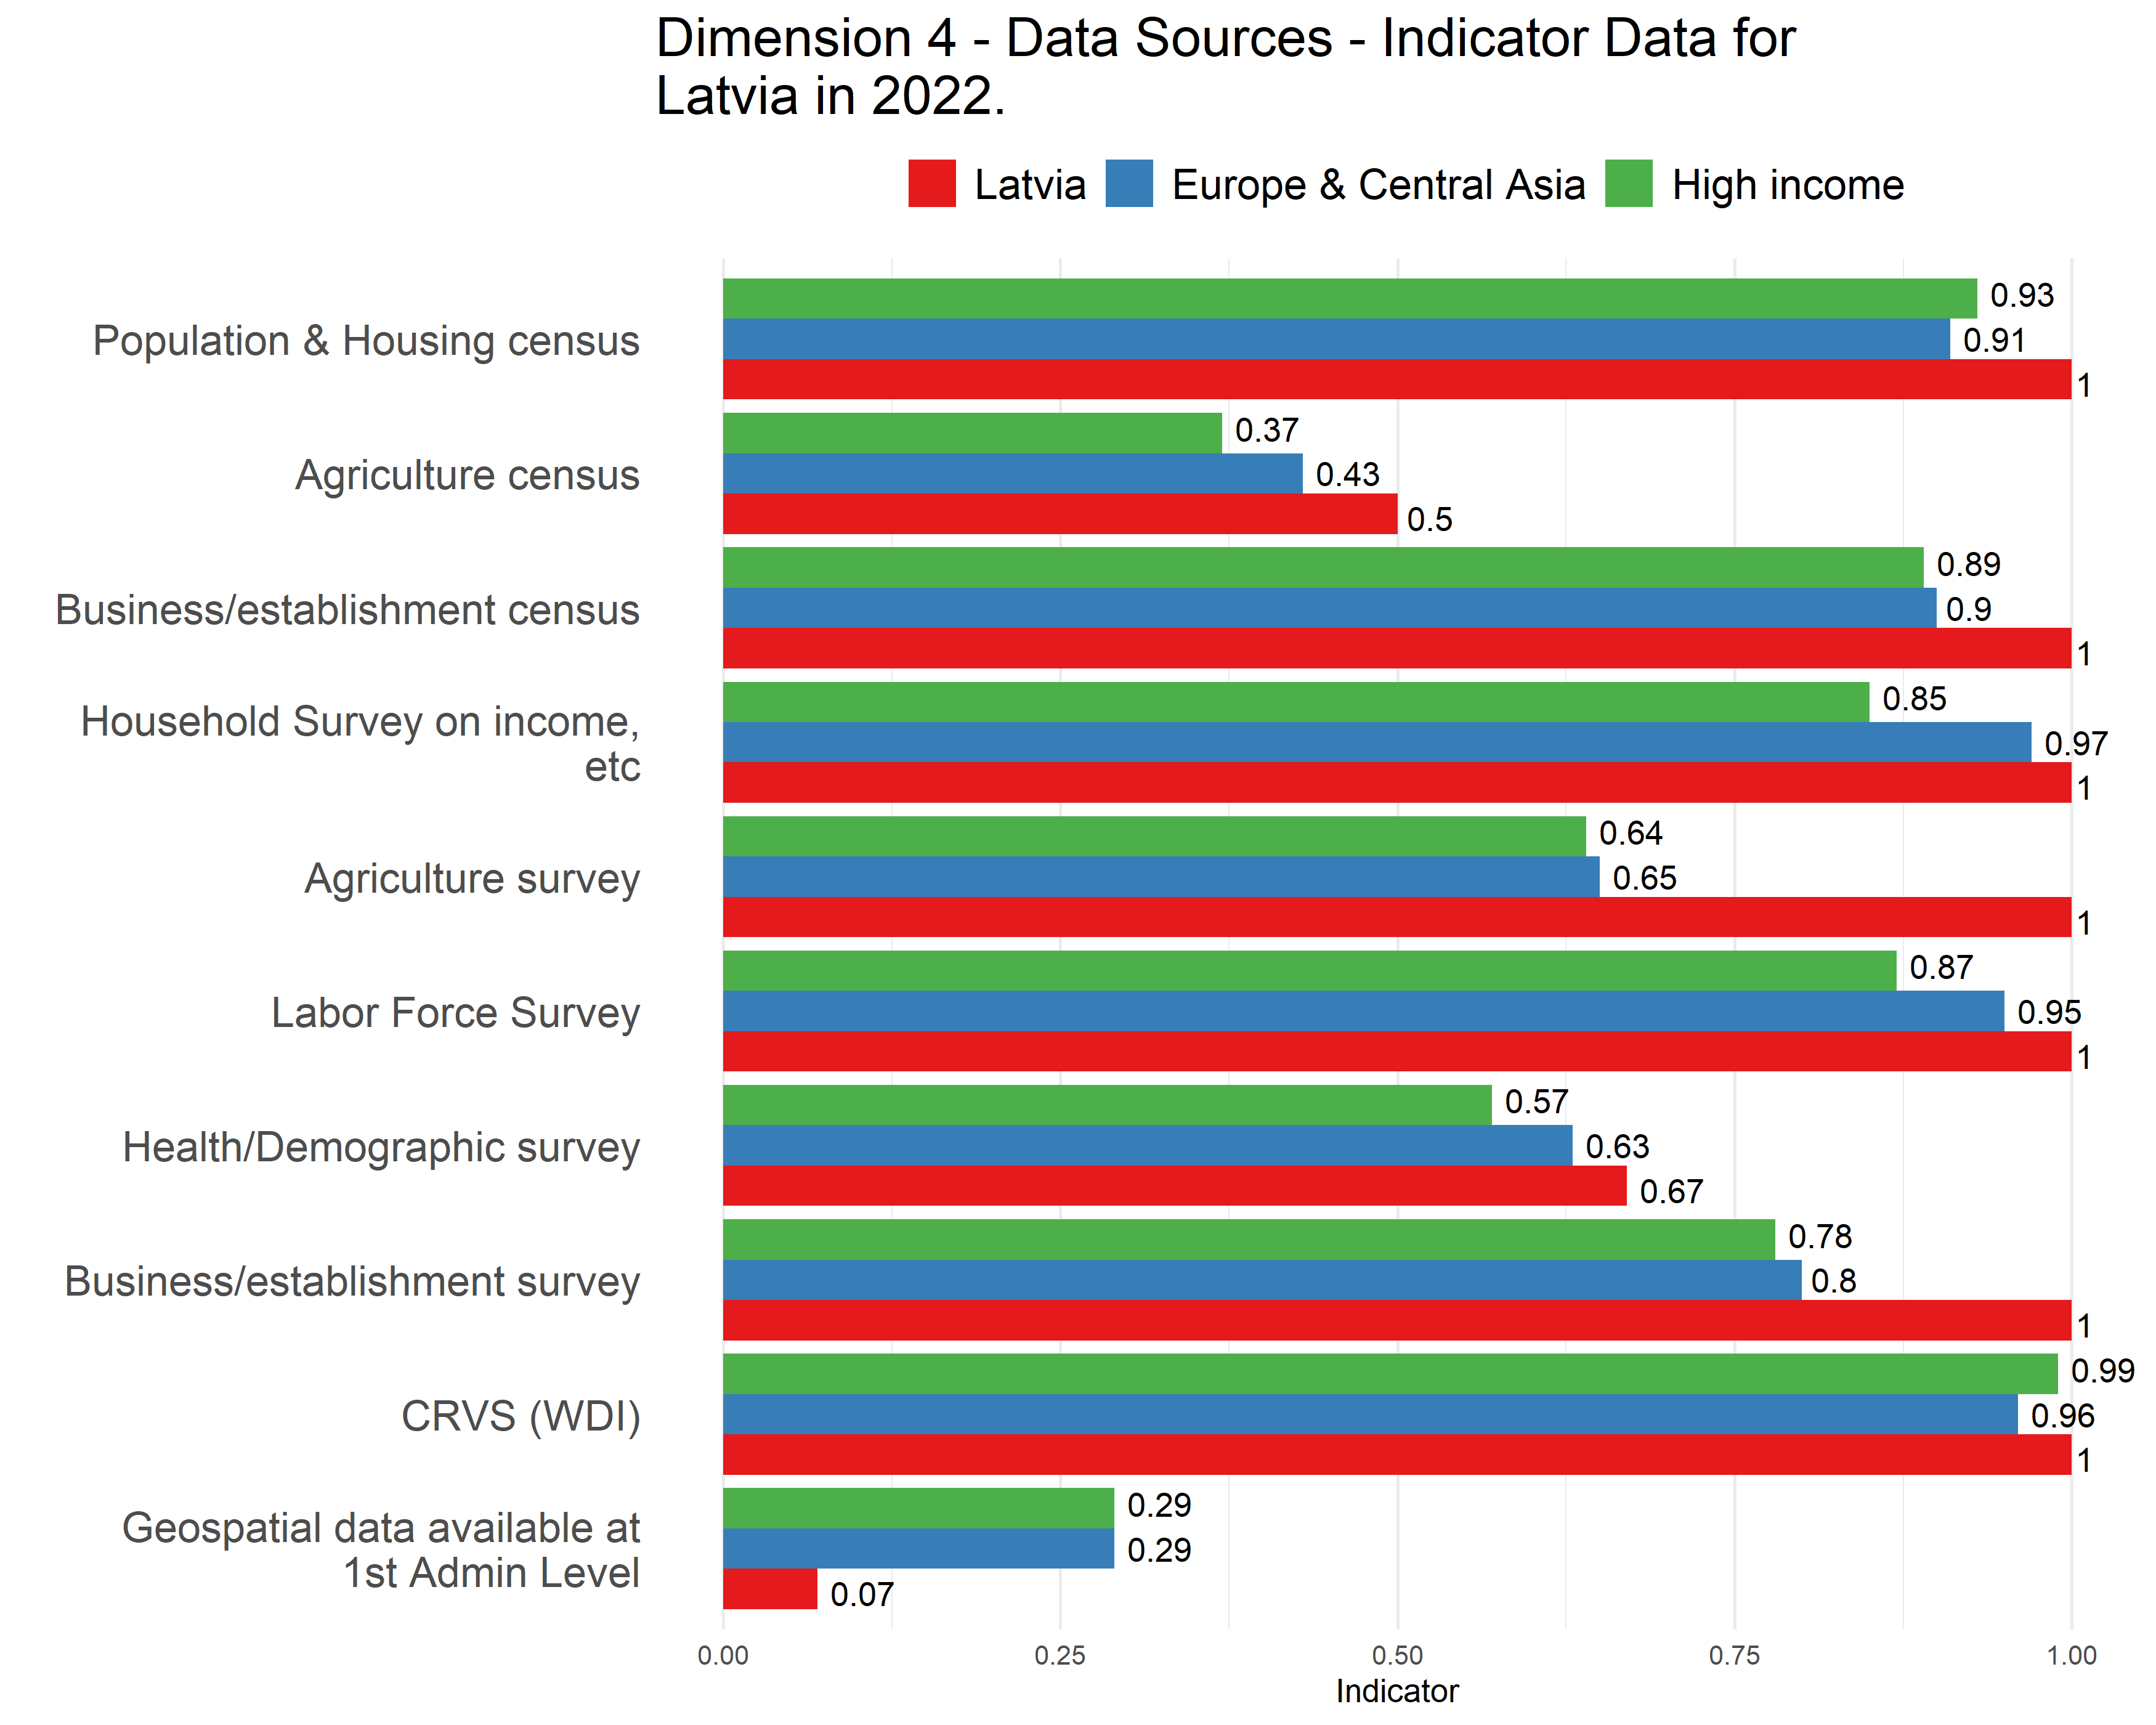 Dimension 4 - Data Sources - Indicator Data for
Latvia in 2022.
Latvia Europe & Central Asia High income
Population & Housing census
0.93
0.91
1
Agriculture census
0.37
0.43
0.5
Business/establishment census
0.89
0.9
1
Household Survey on income,
etc
0.85
0.97
1
Agriculture survey
0.64
0.65
1
Labor Force Survey
0.87
0.95
1
Health/Demographic survey
0.57
0.63
0.67
Business/establishment survey
0.78
0.8
1
CRVS (WDI)
0.99
0.96
1
Geospatial data available at
1st Admin Level
0.29
0.29
0.07
0.00 0.25 0.50 0.75 1.00
Indicator